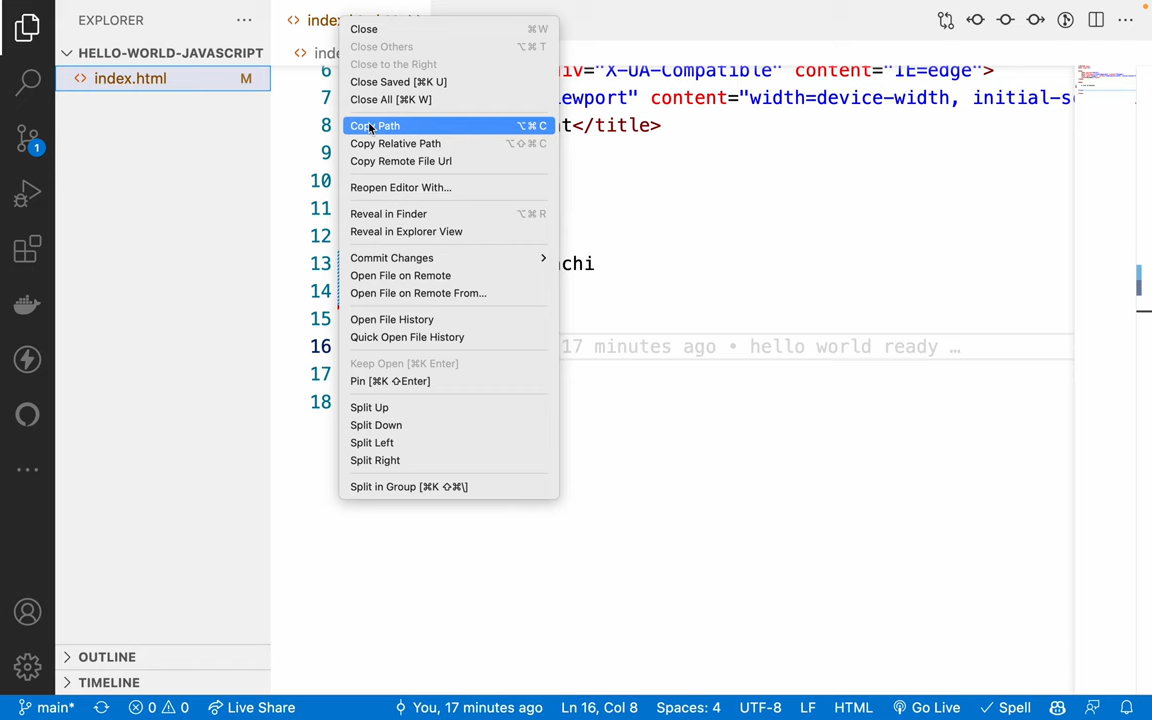 EXPLORER
HELLO-WORLD-JAVASCRIPT
index.html M
Close ⌘W
Close Others ⌥⌘T
Close to the Right
Close Saved [⌘K U]
Close All [⌘K W]
Copy Path ⌥⌘C
Copy Relative Path ⌥⇧⌘C
Copy Remote File Url
Reopen Editor With...
Reveal in Finder ⌥⌘R
Reveal in Explorer View
Commit Changes
Open File on Remote
Open File on Remote From...
Open File History
Quick Open File History
Keep Open [⌘K Enter]
Pin [⌘K ⇧Enter]
Split Up
Split Down
Split Left
Split Right
Split in Group [⌘K ⇧⌘\]
6 iv="X-UA-Compatible" content="IE=edge">
7 ewport" content="width=device-width, initial-s
8 t</title>
9
10
11
12
13 chi
14
15
16 17 minutes ago • hello world ready …
17
18
1
OUTLINE
TIMELINE
main* 0 0 Live Share You, 17 minutes ago Ln 16, Col 8 Spaces: 4 UTF-8 LF HTML Go Live Spell